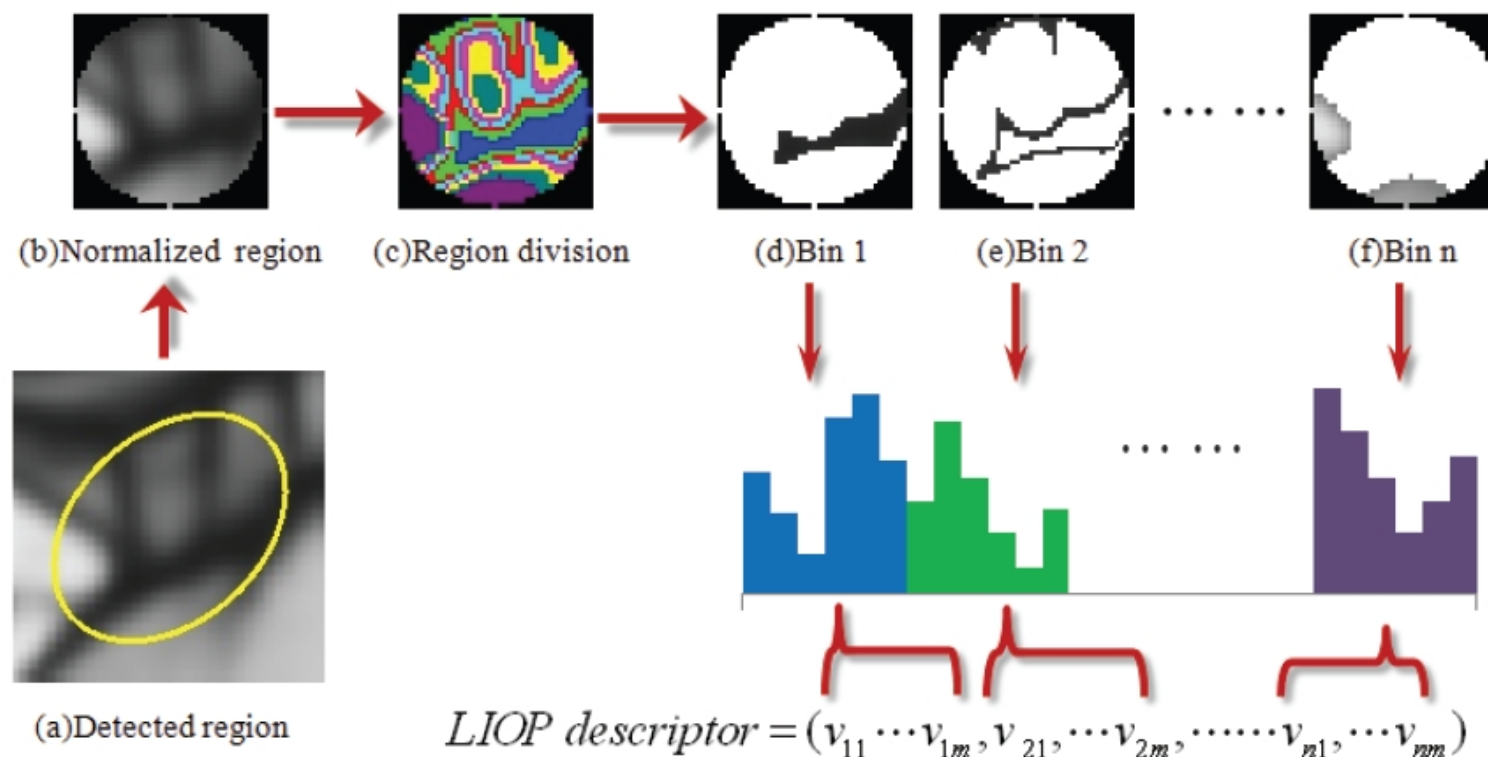 (b)Normalized region
(c)Region division
(d)Bin 1
(e)Bin 2
(f)Bin n
(a)Detected region
LIOP descriptor = (v11 ⋯ v1m, v21, ⋯ v2m, ⋯⋯ vn1, ⋯ vnm)